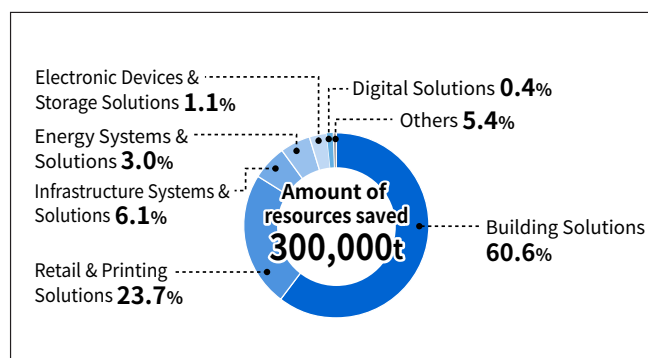 Electronic Devices &
Storage Solutions 1.1%
Digital Solutions 0.4%
Others 5.4%
Energy Systems &
Solutions 3.0%
Infrastructure Systems &
Solutions 6.1%
Amount of
resources saved
300,000t
Building Solutions
60.6%
Retail & Printing
Solutions 23.7%